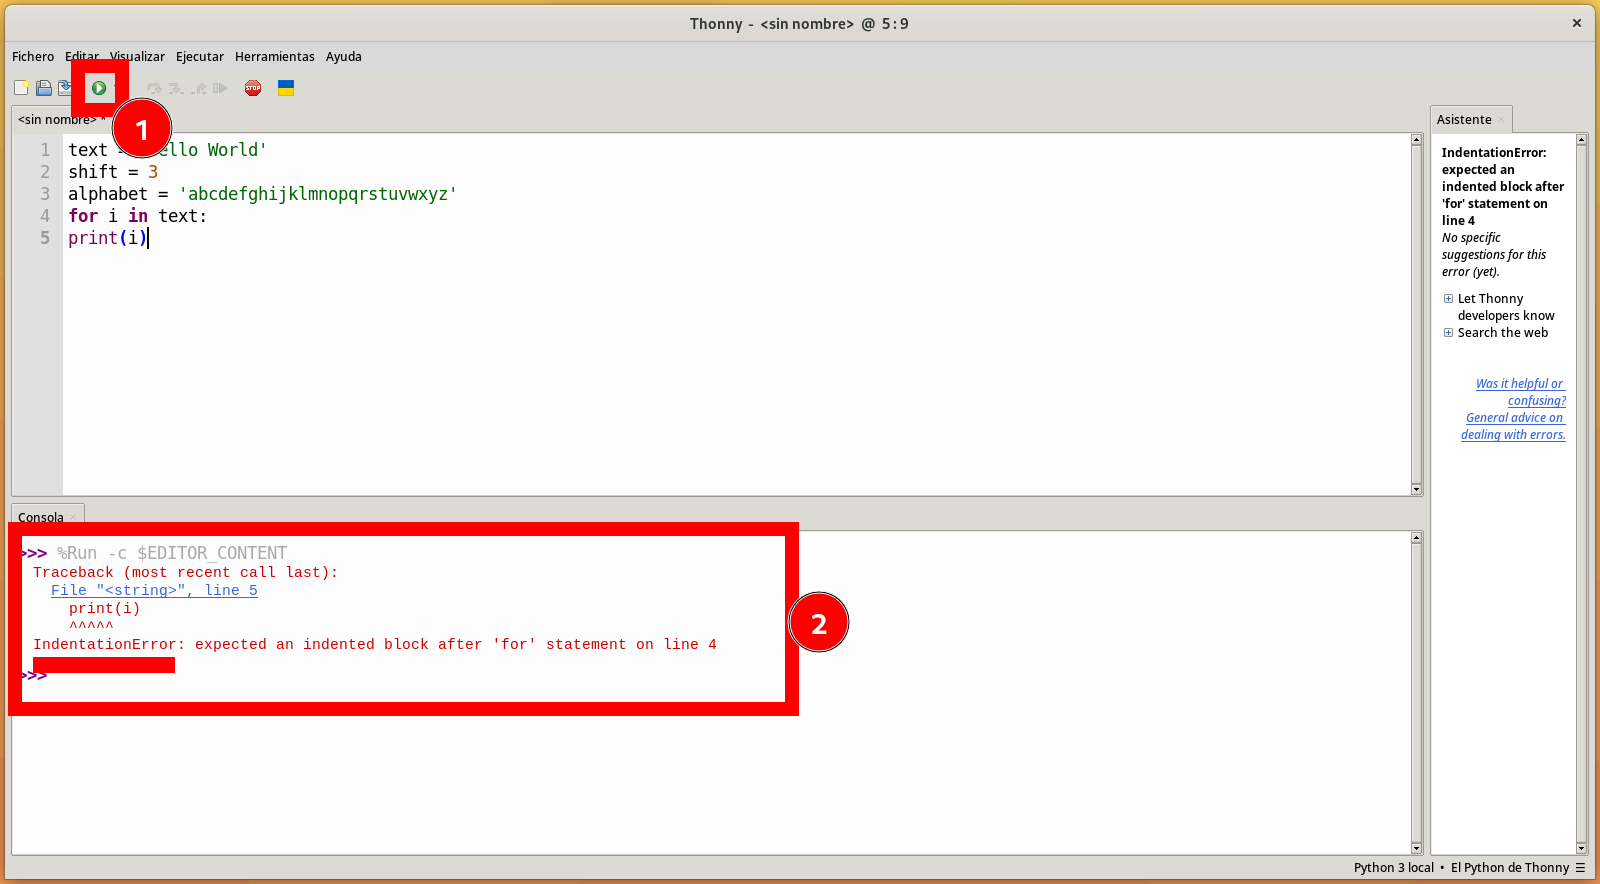 Thonny - <sin nombre> @ 5:9
Fichero Editar Visualizar Ejecutar Herramientas Ayuda
STOP
<sin nombre> *
1
1 text = ello World'
2 shift = 3
3 alphabet = 'abcdefghijklmnopqrstuvwxyz'
4 for i in text:
5 print(i)
Consola
>>> %Run -c $EDITOR_CONTENT
Traceback (most recent call last):
File "<string>", line 5
print(i)
^^^^^
IndentationError: expected an indented block after 'for' statement on line 4
>>>
2
Asistente
IndentationError:
expected an
indented block after
'for' statement on
line 4
No specific
suggestions for this
error (yet).
Let Thonny
developers know
Search the web
Was it helpful or
confusing?
General advice on
dealing with errors.
Python 3 local • El Python de Thonny ☰